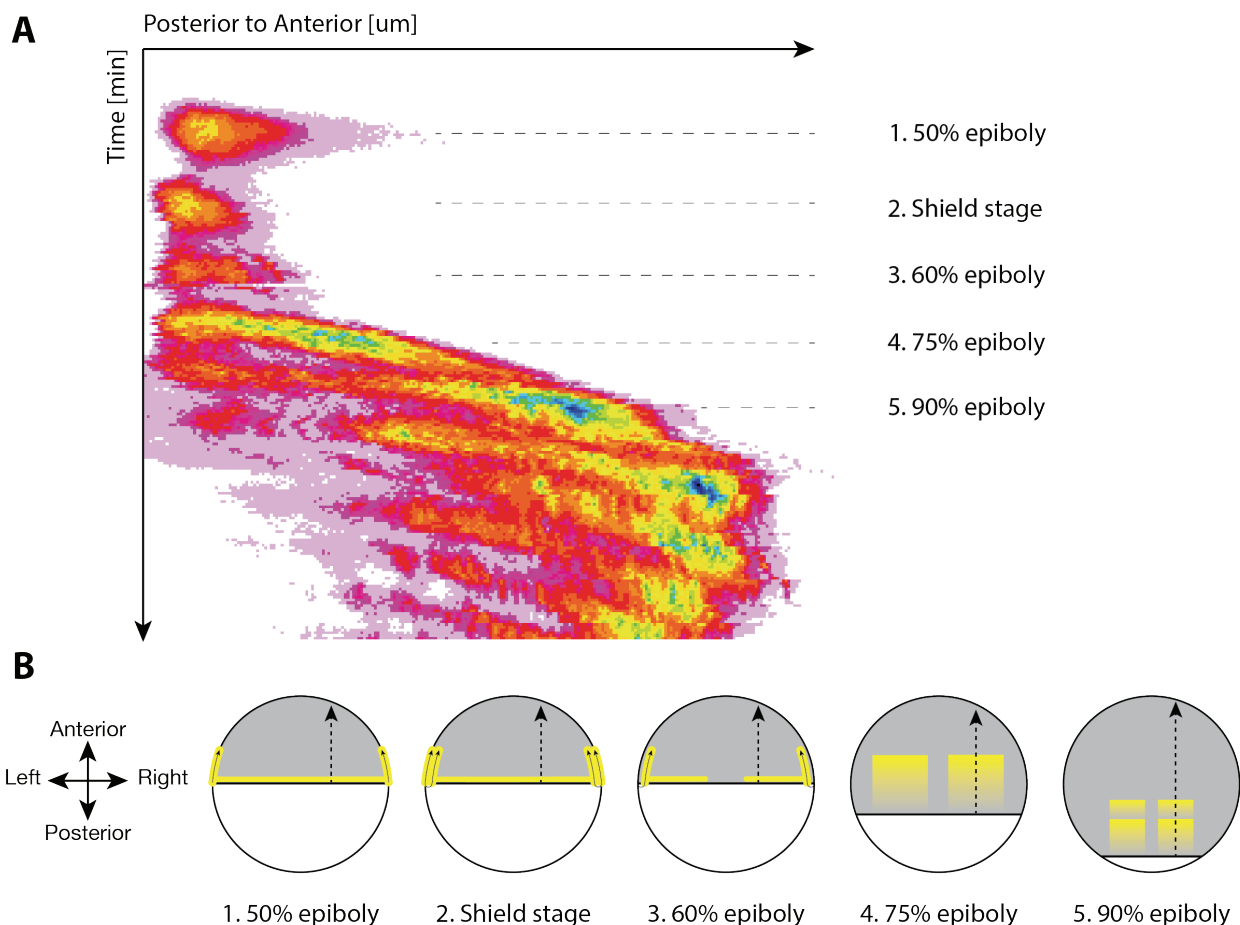 A
Posterior to Anterior [um]
Time [min]
1. 50% epiboly
2. Shield stage
3. 60% epiboly
4. 75% epiboly
5. 90% epiboly
B
Anterior
Left
Right
Posterior
1. 50% epiboly
2. Shield stage
3. 60% epiboly
4. 75% epiboly
5. 90% epiboly